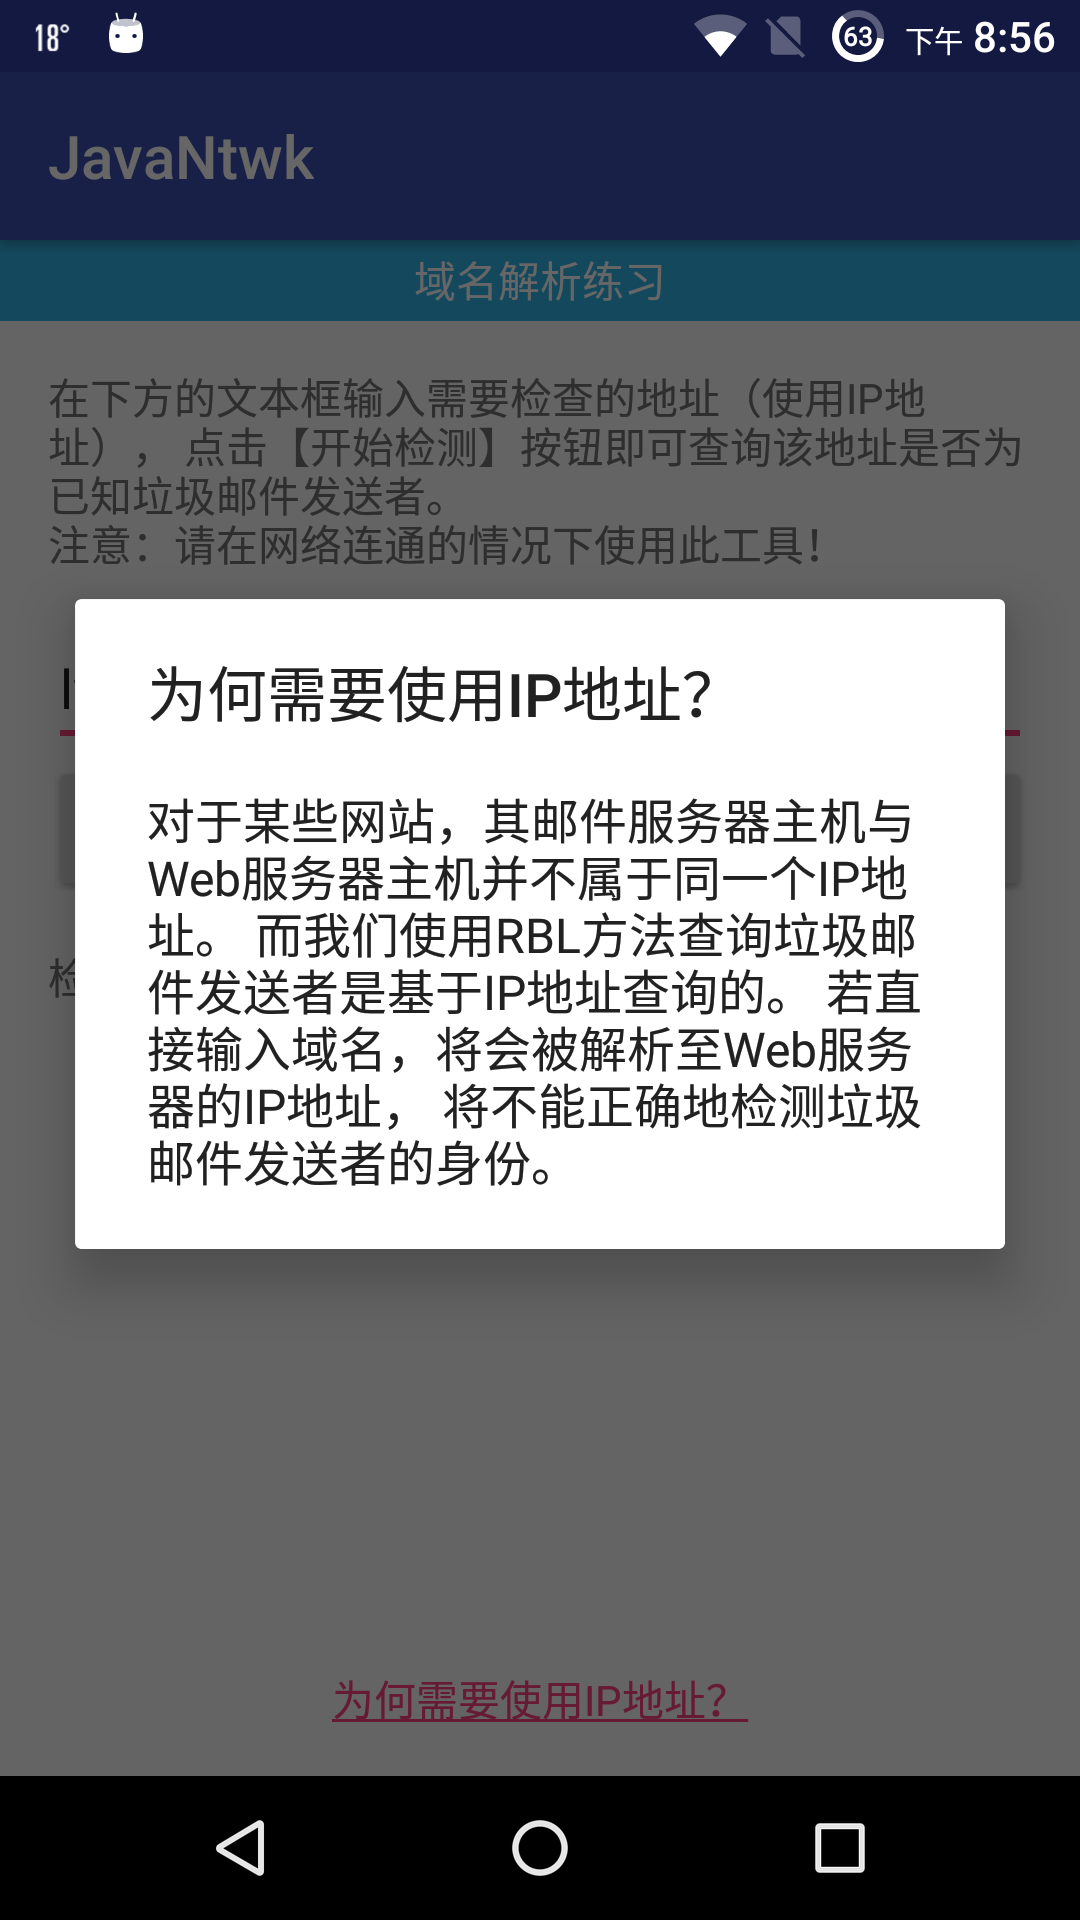 18°
63
下午 8:56
JavaNtwk
域名解析练习
在下方的文本框输入需要检查的地址（使用IP地
址）， 点击【开始检测】按钮即可查询该地址是否为
已知垃圾邮件发送者。
注意：请在网络连通的情况下使用此工具！
为何需要使用IP地址？
对于某些网站，其邮件服务器主机与
Web服务器主机并不属于同一个IP地
址。 而我们使用RBL方法查询垃圾邮
件发送者是基于IP地址查询的。 若直
接输入域名，将会被解析至Web服务
器的IP地址， 将不能正确地检测垃圾
邮件发送者的身份。
为何需要使用IP地址？